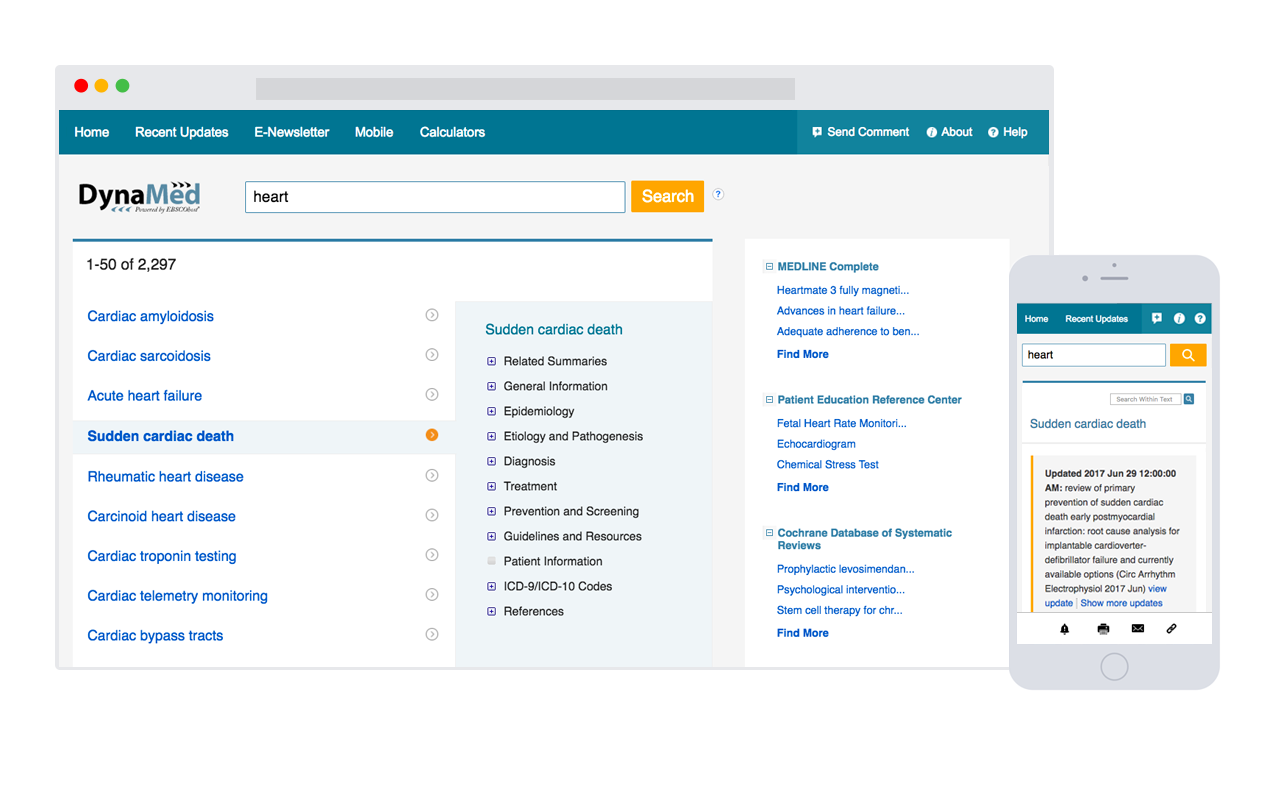 Home Recent Updates E-Newsletter Mobile Calculators Send Comment About Help
DynaMed
Powered by EBSCOhost
heart
Search
?
1-50 of 2,297
Cardiac amyloidosis
Cardiac sarcoidosis
Acute heart failure
Sudden cardiac death
Rheumatic heart disease
Carcinoid heart disease
Cardiac troponin testing
Cardiac telemetry monitoring
Cardiac bypass tracts
Sudden cardiac death
Related Summaries
General Information
Epidemiology
Etiology and Pathogenesis
Diagnosis
Treatment
Prevention and Screening
Guidelines and Resources
Patient Information
ICD-9/ICD-10 Codes
References
MEDLINE Complete
Heartmate 3 fully magneti...
Advances in heart failure...
Adequate adherence to ben...
Find More
Patient Education Reference Center
Fetal Heart Rate Monitori...
Echocardiogram
Chemical Stress Test
Find More
Cochrane Database of Systematic
Reviews
Prophylactic levosimendan...
Psychological interventio...
Stem cell therapy for chr...
Find More
Home Recent Updates
heart
Search Within Text
Sudden cardiac death
Updated 2017 Jun 29 12:00:00
AM: review of primary
prevention of sudden cardiac
death early postmyocardial
infarction: root cause analysis for
implantable cardioverter-
defibrillator failure and currently
available options (Circ Arrhythm
Electrophysiol 2017 Jun) view
update | Show more updates